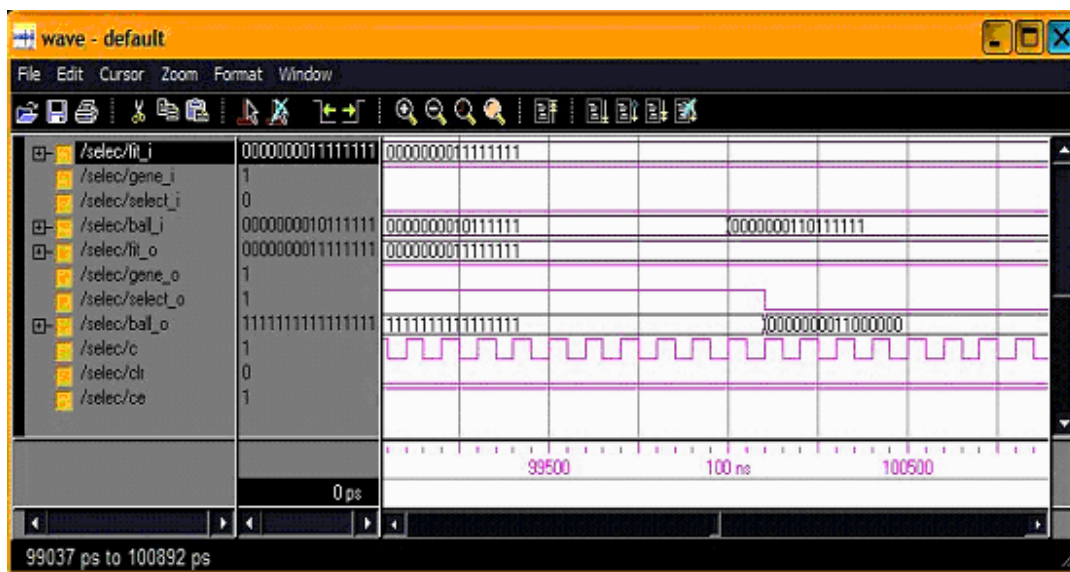 wave - default
File Edit Cursor Zoom Format Window
/selec/fit_i 0000000011111111 0000000011111111
/selec/gene_i 1
/selec/select_i 0
/selec/ball_i 0000000010111111 0000000010111111 0000000110111111
/selec/fit_o 0000000011111111 0000000011111111
/selec/gene_o 1
/selec/select_o 1
/selec/ball_o 1111111111111111 1111111111111111 0000000011000000
/selec/c 1
/selec/clr 0
/selec/ce 1
99500 100 ns 100500
0 ps
99037 ps to 100892 ps